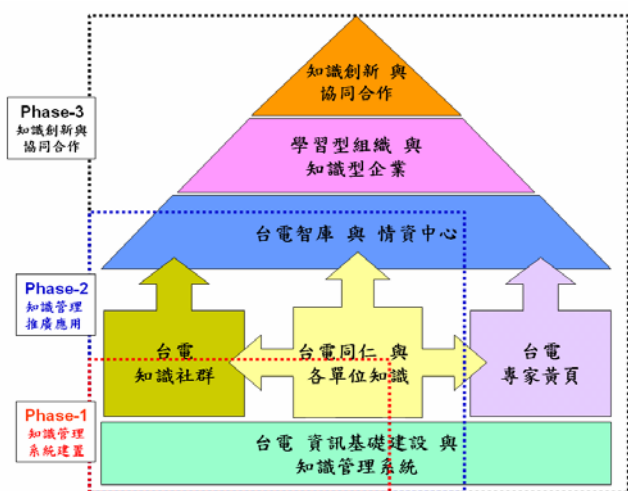 知識創新 與
協同合作
Phase-3
知識創新與
協同合作
學習型組織 與
知識型企業
台電智庫 與 情資中心
Phase-2
知識管理
推廣應用
台電
知識社群
台電同仁 與
各單位知識
台電
專家黃頁
Phase-1
知識管理
系統建置
台電 資訊基礎建設 與
知識管理系統